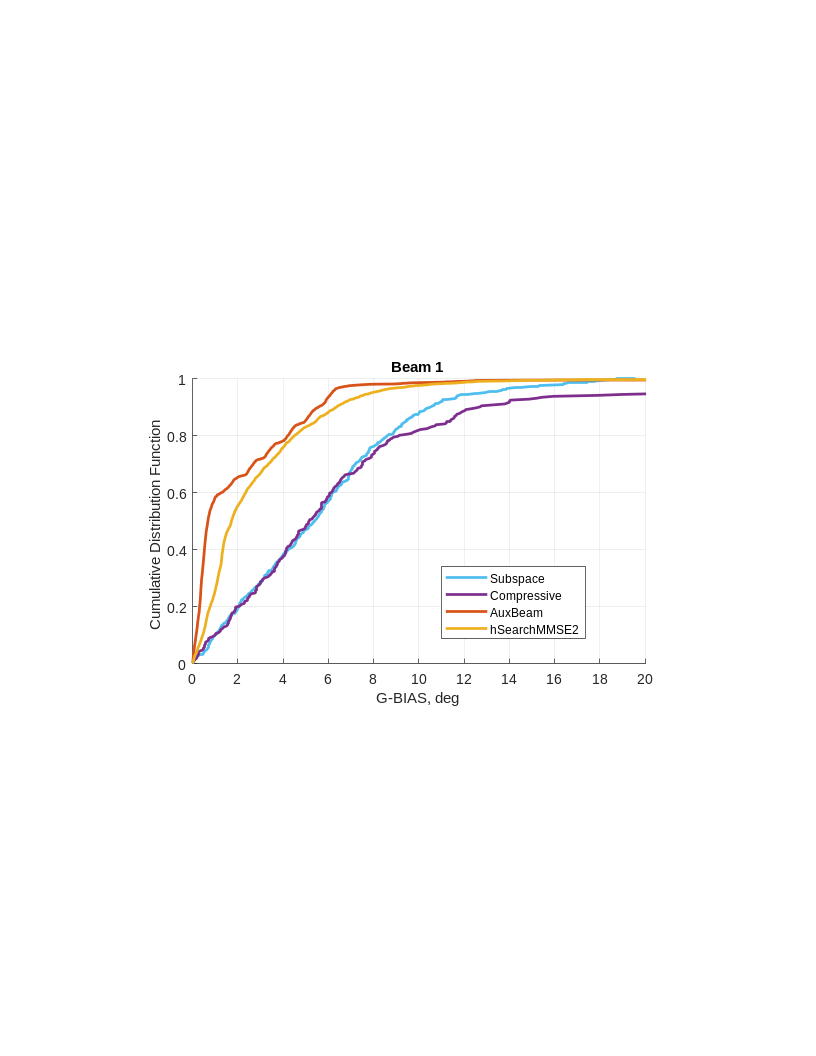 Beam 1
Cumulative Distribution Function
1
0.8
0.6
0.4
0.2
0
Subspace
Compressive
AuxBeam
hSearchMMSE2
0 2 4 6 8 10 12 14 16 18 20
G-BIAS, deg